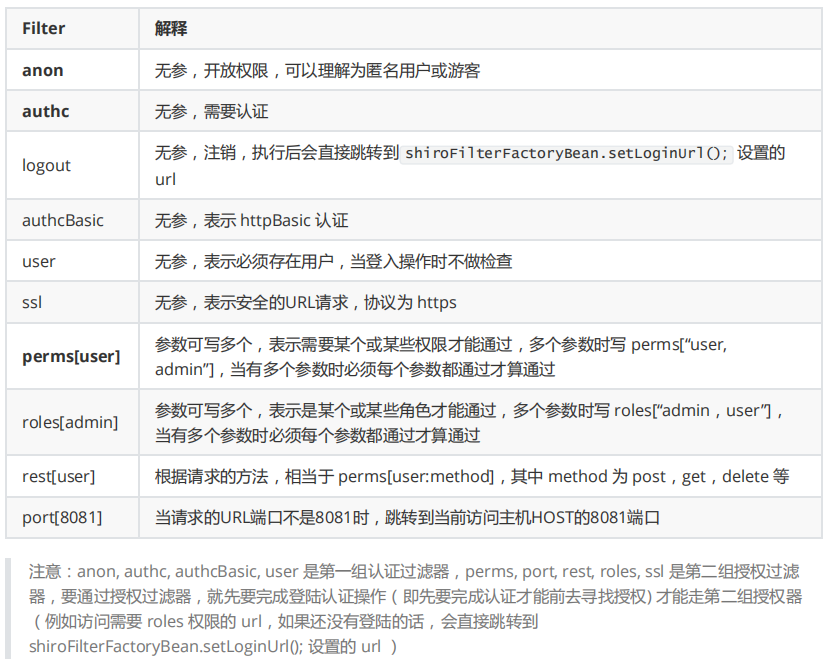 Filter 解释
anon 无参，开放权限，可以理解为匿名用户或游客
authc 无参，需要认证
logout 无参，注销，执行后会直接跳转到 shiroFilterFactoryBean.setLoginUrl(); 设置的
url
authcBasic 无参，表示 httpBasic 认证
user 无参，表示必须存在用户，当登入操作时不做检查
ssl 无参，表示安全的URL请求，协议为 https
perms[user] 参数可写多个，表示需要某个或某些权限才能通过，多个参数时写 perms[“user,
admin”]，当有多个参数时必须每个参数都通过才算通过
roles[admin] 参数可写多个，表示是某个或某些角色才能通过，多个参数时写 roles[“admin，user”]，
当有多个参数时必须每个参数都通过才算通过
rest[user] 根据请求的方法，相当于 perms[user:method]，其中 method 为 post，get，delete 等
port[8081] 当请求的URL端口不是8081时，跳转到当前访问主机HOST的8081端口
注意：anon, authc, authcBasic, user 是第一组认证过滤器，perms, port, rest, roles, ssl 是第二组授权过滤
器，要通过授权过滤器，就先要完成登陆认证操作（即先要完成认证才能前去寻找授权) 才能走第二组授权器
（例如访问需要 roles 权限的 url，如果还没有登陆的话，会直接跳转到
shiroFilterFactoryBean.setLoginUrl(); 设置的 url ）